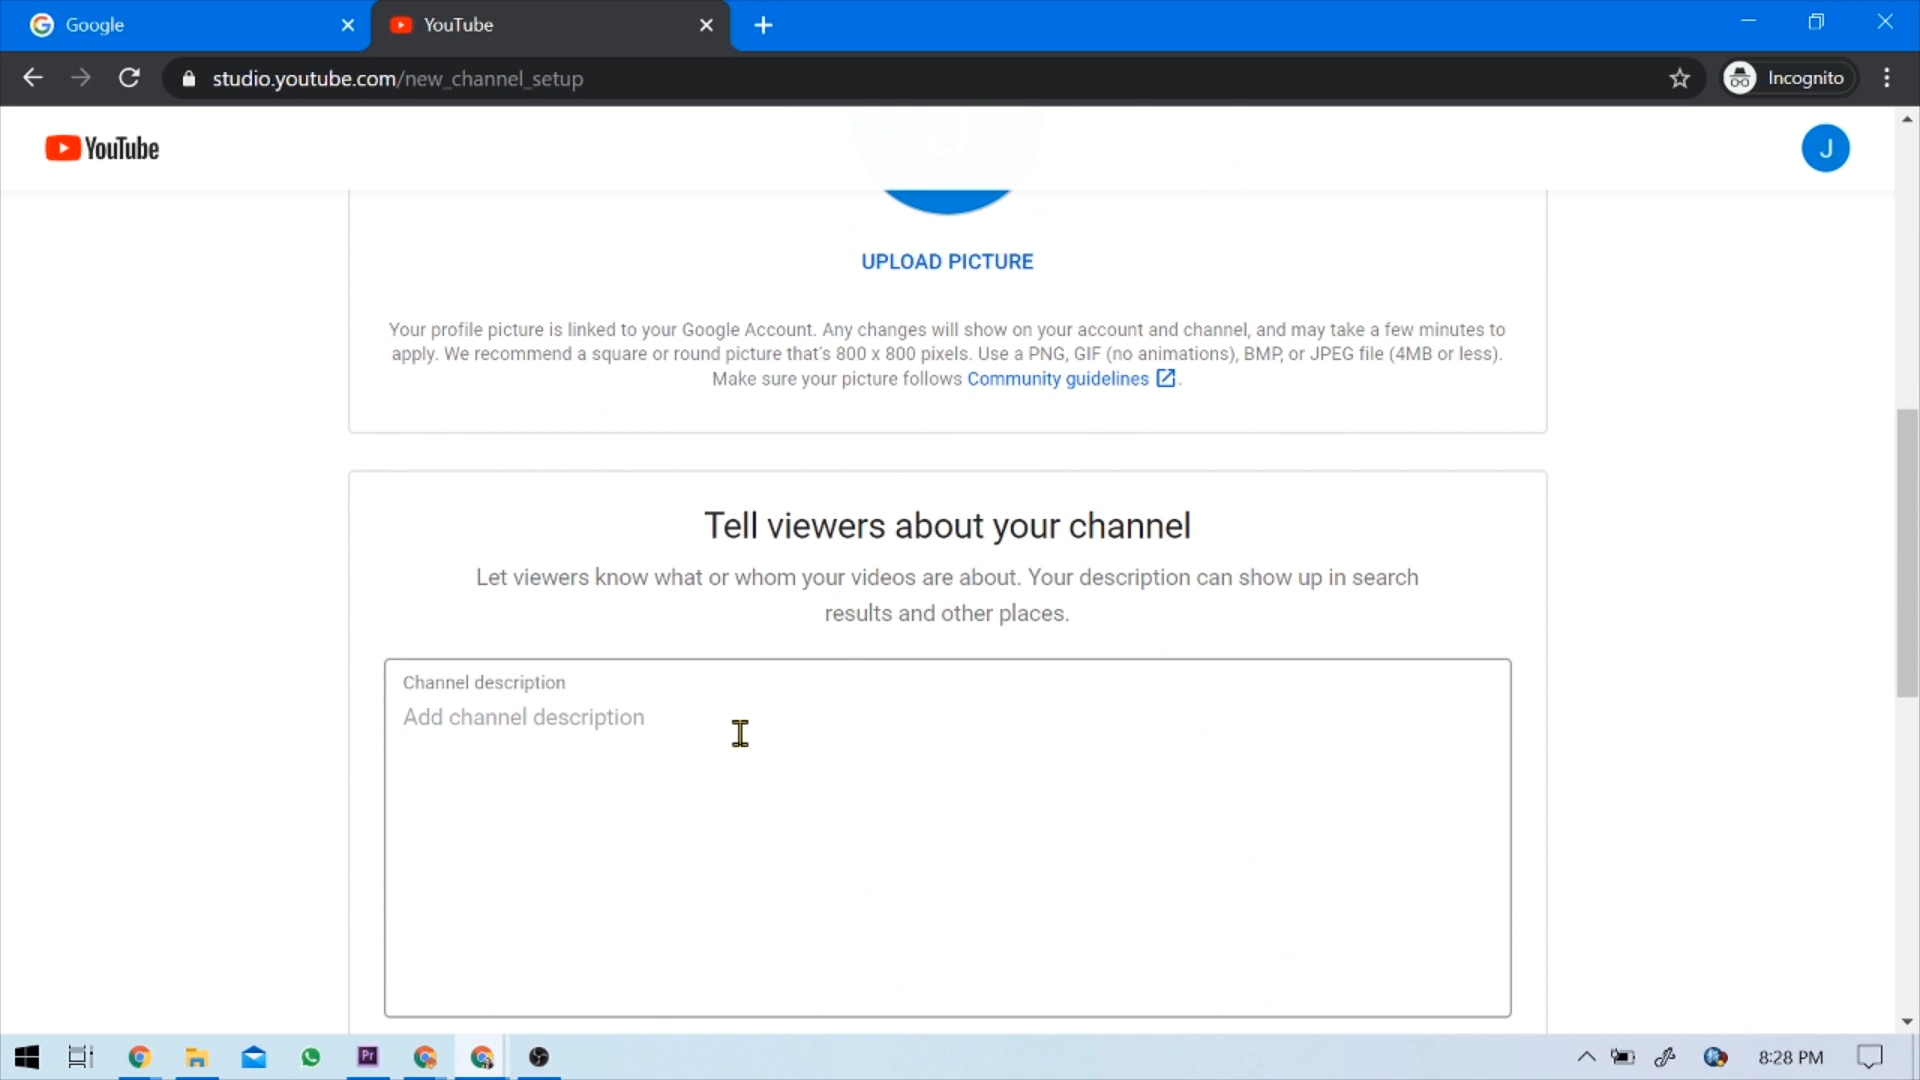 Google
YouTube
studio.youtube.com/new_channel_setup
Incognito
YouTube
J
J
UPLOAD PICTURE
Your profile picture is linked to your Google Account. Any changes will show on your account and channel, and may take a few minutes to
apply. We recommend a square or round picture that's 800 x 800 pixels. Use a PNG, GIF (no animations), BMP, or JPEG file (4MB or less).
Make sure your picture follows Community guidelines.
Tell viewers about your channel
Let viewers know what or whom your videos are about. Your description can show up in search
results and other places.
Channel description
Add channel description
Pr
8:28 PM